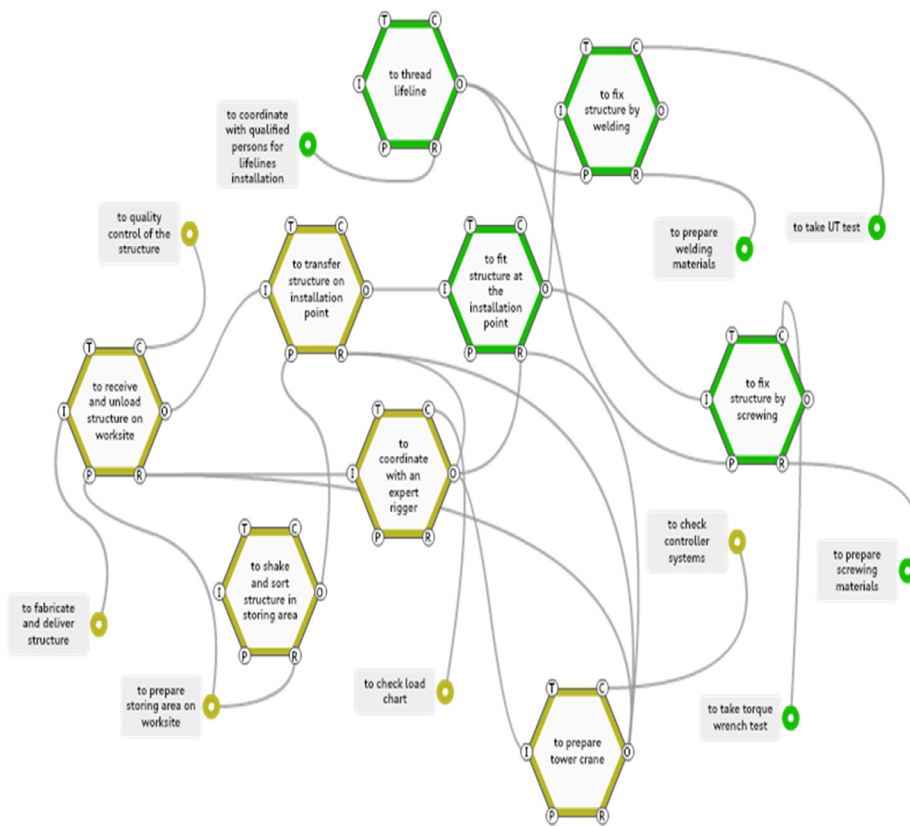 T
C
to thread
lifeline
I
O
P
R
T
C
to fix
structure by
welding
I
O
P
R
to coordinate
with qualified
persons for
lifelines
installation
to quality
control of the
structure
to prepare
welding
materials
to take UT test
T
C
to transfer
structure on
installation
point
I
O
P
R
T
C
to fit
structure at
the
installation
point
I
O
P
R
T
C
to receive
and unload
structure on
worksite
I
O
P
R
T
C
to fix
structure by
screwing
I
O
P
R
T
C
to
coordinate
with an
expert
rigger
I
O
P
R
T
C
to shake
and sort
structure in
storing area
I
O
P
R
to check
controller
systems
to prepare
screwing
materials
to fabricate
and deliver
structure
to prepare
storing area on
worksite
to check load
chart
to take torque
wrench test
T
C
to prepare
tower crane
I
O
P
R